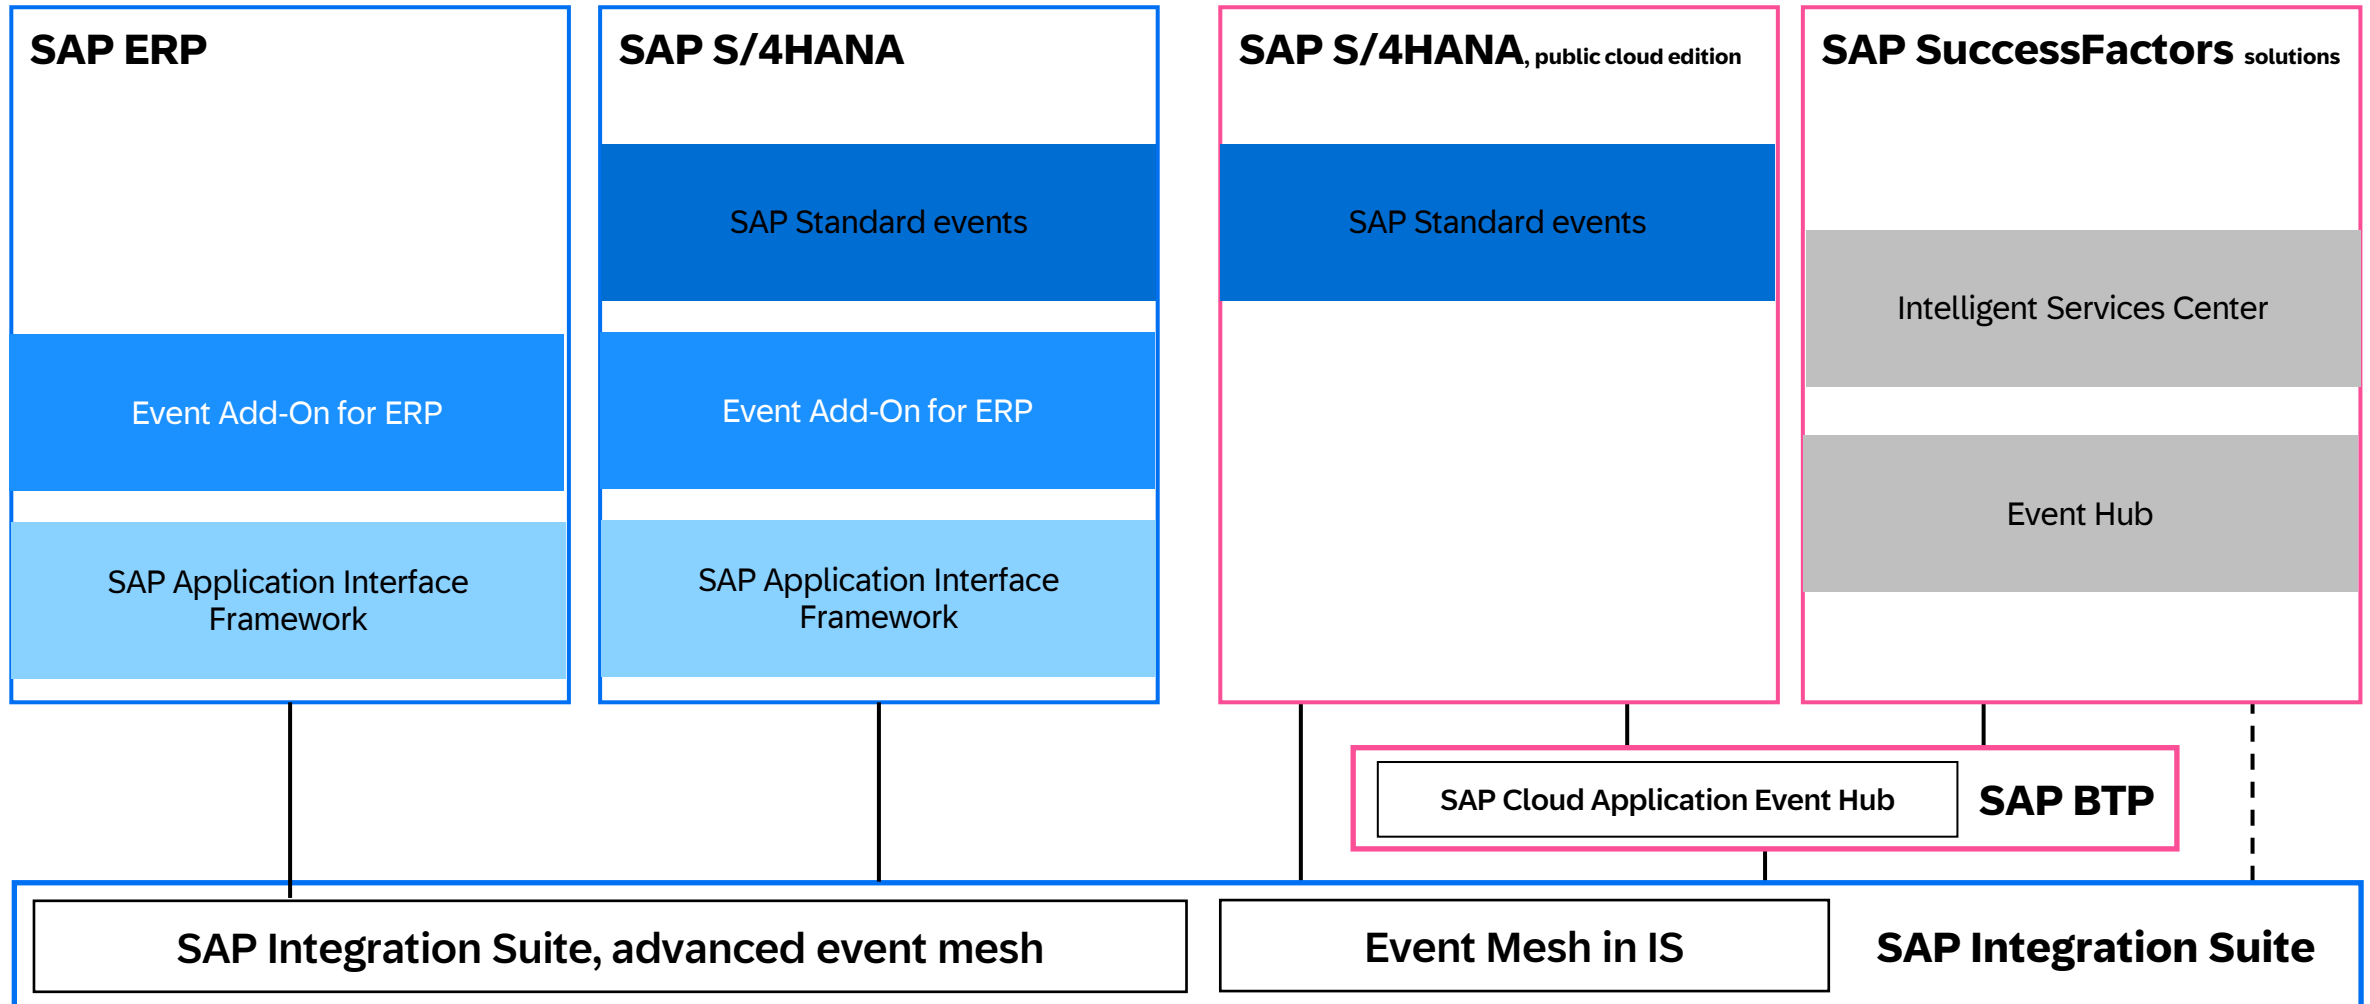 SAP ERP
SAP S/4HANA
SAP S/4HANA, public cloud edition
SAP SuccessFactors solutions
SAP Standard events
SAP Standard events
Intelligent Services Center
Event Add-On for ERP
Event Add-On for ERP
Event Hub
SAP Application Interface
Framework
SAP Application Interface
Framework
SAP Cloud Application Event Hub
SAP BTP
SAP Integration Suite, advanced event mesh
Event Mesh in IS
SAP Integration Suite